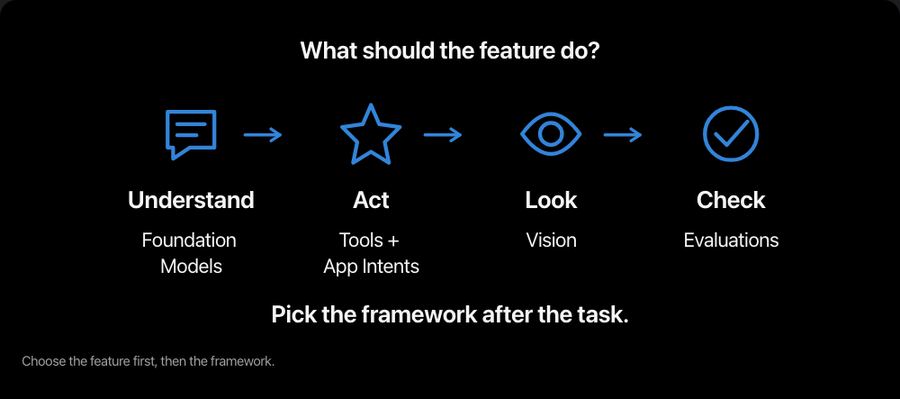 What should the feature do?
Understand
Act
Look
Check
Foundation
Models
Tools +
App Intents
Vision
Evaluations
Pick the framework after the task.
Choose the feature first, then the framework.